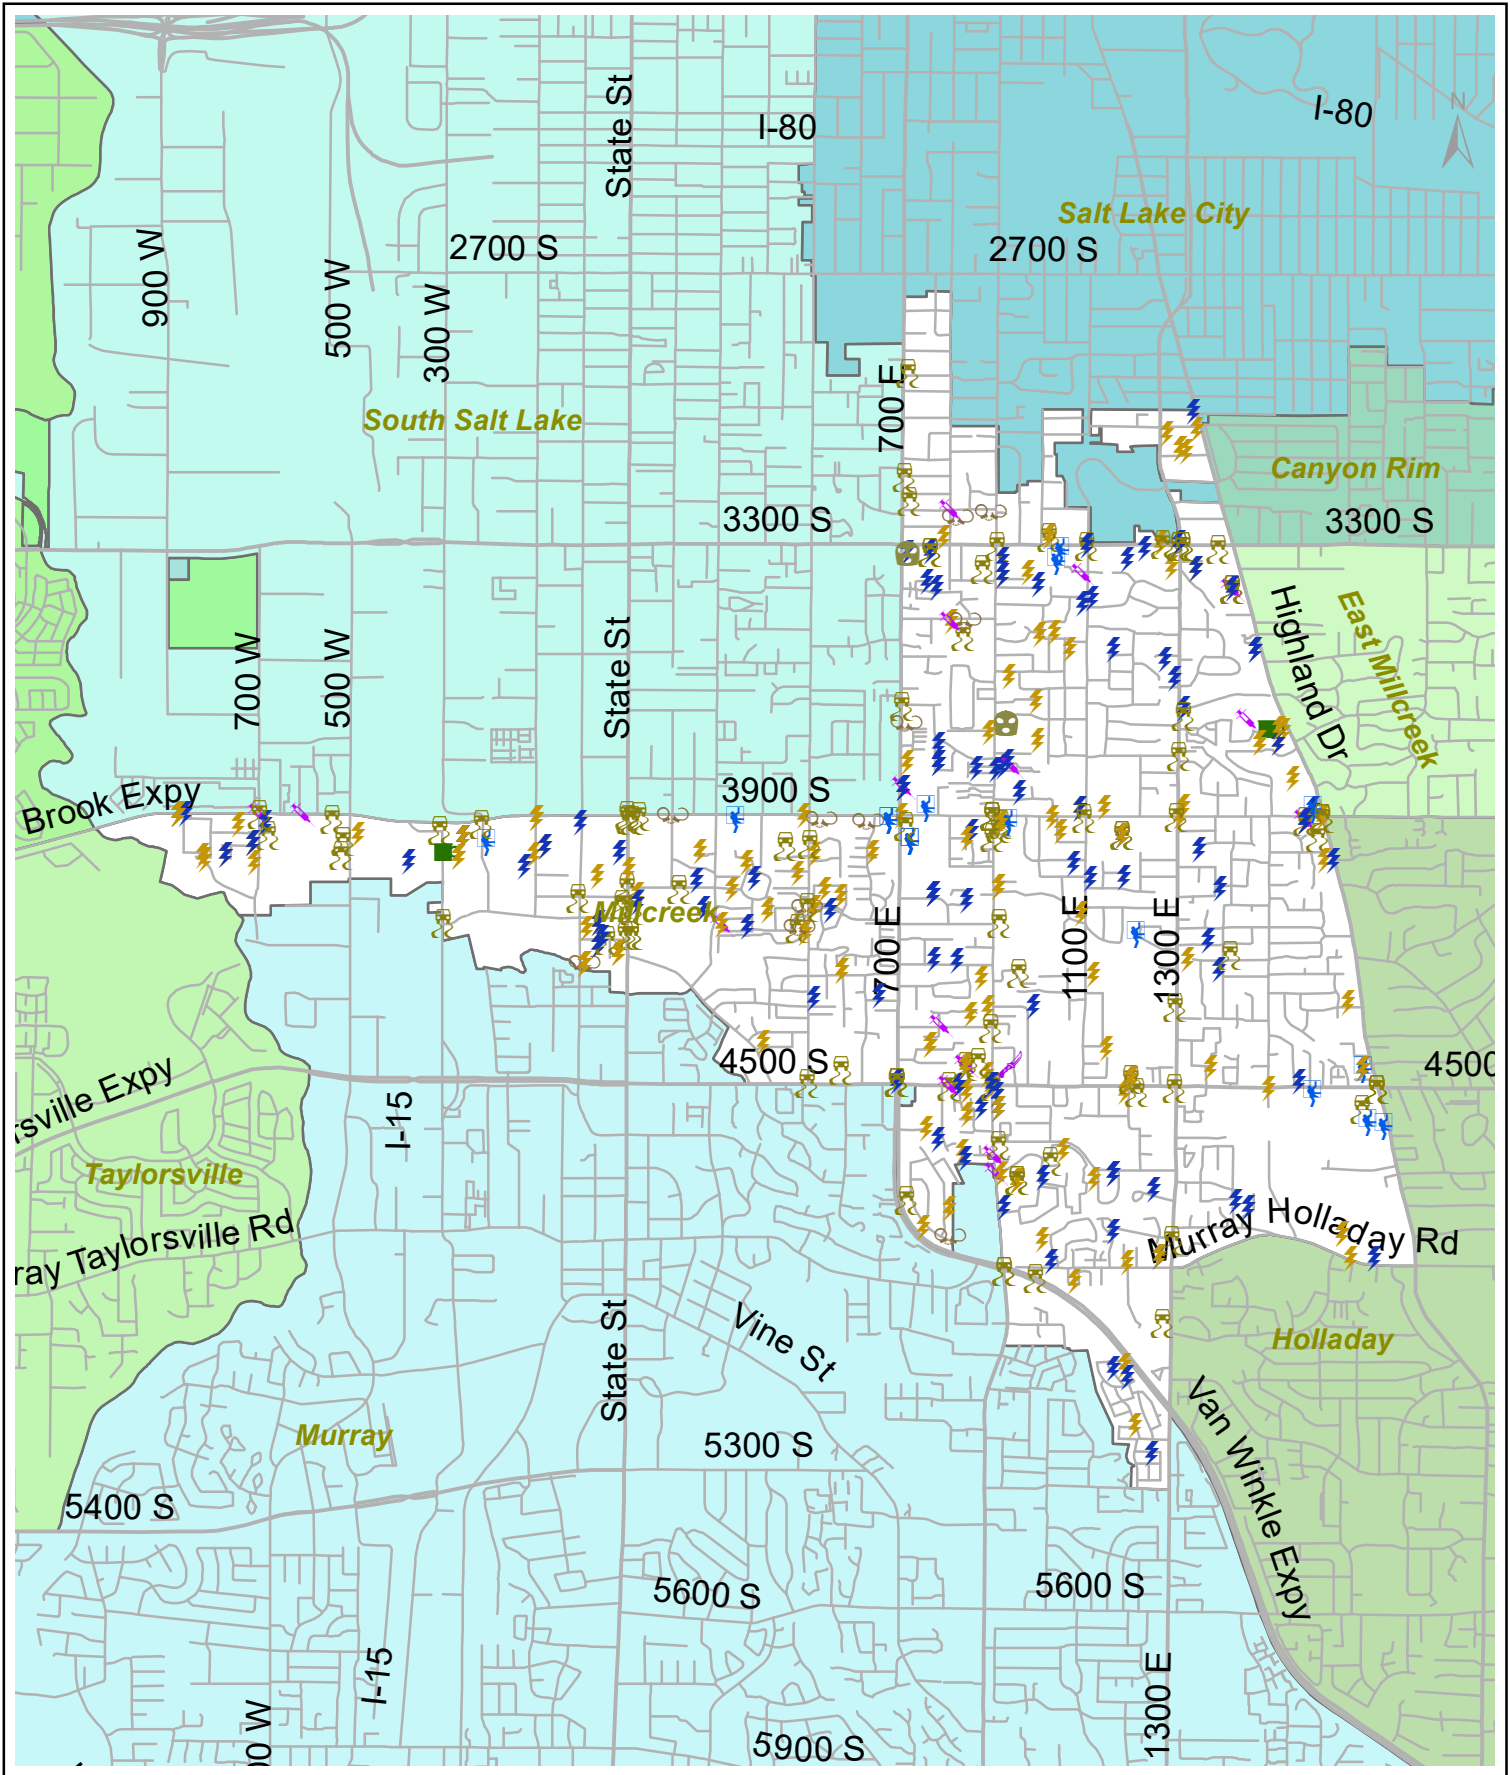 State St
I-80
I-80
N
Salt Lake City
900 W
2700 S
2700 S
500 W
300 W
700 E
South Salt Lake
Canyon Rim
3300 S
3300 S
Highland Dr
East Millcreek
State St
700 W
500 W
Brook Expy
3900 S
Millcreek
700 E
1100 E
1300 E
4500 S
4500
rsville Expy
I-15
Taylorsville
ray Taylorsville Rd
Murray Holladay Rd
Vine St
State St
Holladay
Murray
5300 S
Van Winkle Expy
5400 S
5600 S
5600 S
I-15
1300 E
00 W
5900 S